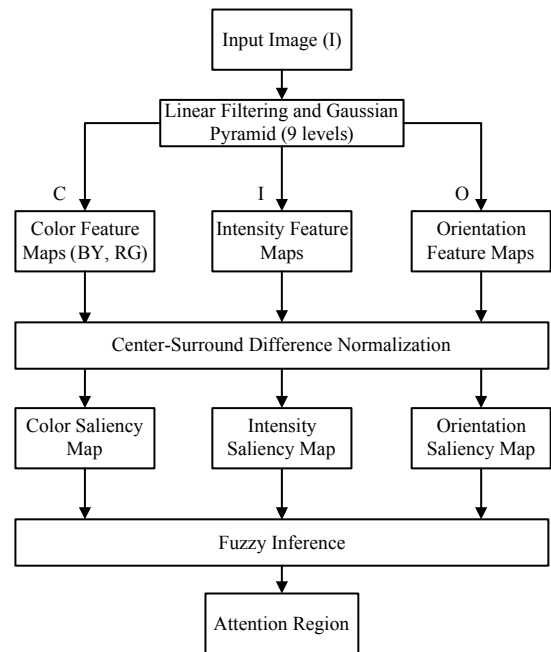 Input Image (I)
Linear Filtering and Gaussian
Pyramid (9 levels)
C
I
O
Color Feature
Maps (BY, RG)
Intensity Feature
Maps
Orientation
Feature Maps
Center-Surround Difference Normalization
Color Saliency
Map
Intensity
Saliency Map
Orientation
Saliency Map
Fuzzy Inference
Attention Region